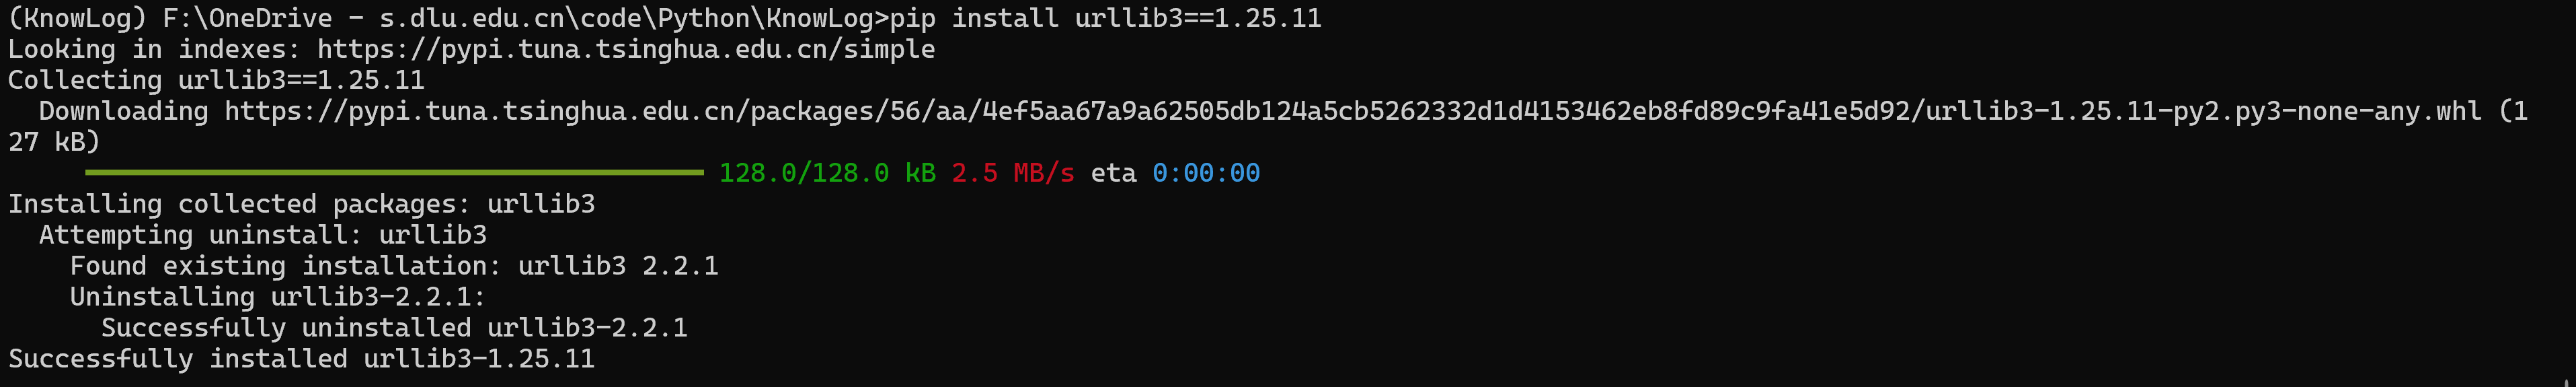 (KnowLog) F:\OneDrive - s.dlu.edu.cn\code\Python\KnowLog>pip install urllib3==1.25.11
Looking in indexes: https://pypi.tuna.tsinghua.edu.cn/simple
Collecting urllib3==1.25.11
  Downloading https://pypi.tuna.tsinghua.edu.cn/packages/56/aa/4ef5aa67a9a62505db124a5cb5262332d1d4153462eb8fd89c9fa41e5d92/urllib3-1.25.11-py2.py3-none-any.whl (1
27 kB)
128.0/128.0 kB 2.5 MB/s eta 0:00:00
Installing collected packages: urllib3
  Attempting uninstall: urllib3
    Found existing installation: urllib3 2.2.1
    Uninstalling urllib3-2.2.1:
      Successfully uninstalled urllib3-2.2.1
Successfully installed urllib3-1.25.11